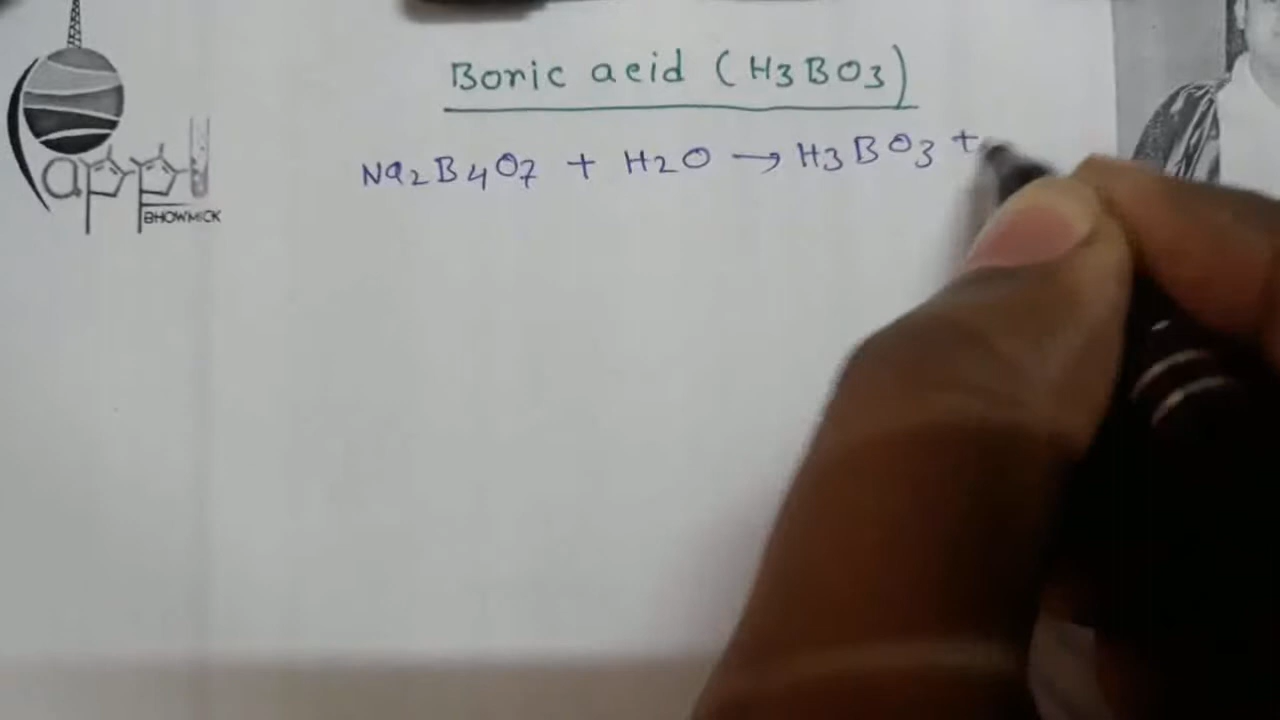 Boric acid (H3BO3)
Na2B4O7 + H2O → H3BO3 +
BHOWMICK